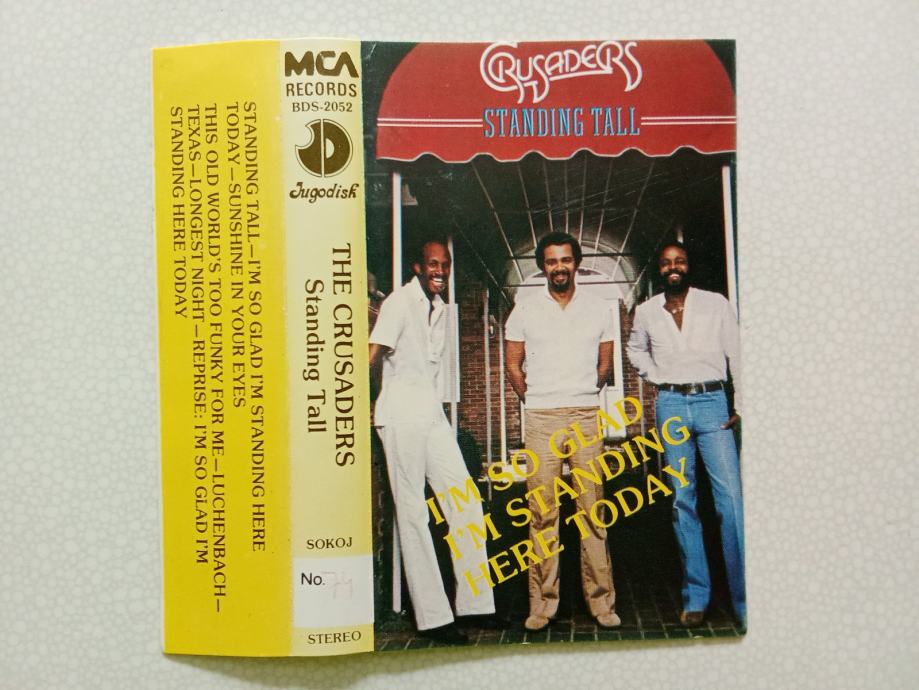 STANDING TALL—I'M SO GLAD I'M STANDING HERE
TODAY—SUNSHINE IN YOUR EYES
THIS OLD WORLD'S TOO FUNKY FOR ME—LUCHENBACH—
TEXAS—LONGEST NIGHT—REPRISE: I'M SO GLAD I'M
STANDING HERE TODAY
MCA
RECORDS
BDS-2052
Jugodisk
THE CRUSADERS
Standing Tall
SOKOJ
No. 74
STEREO
CRUSADERS
STANDING TALL
I'M SO GLAD
I'M STANDING
HERE TODAY